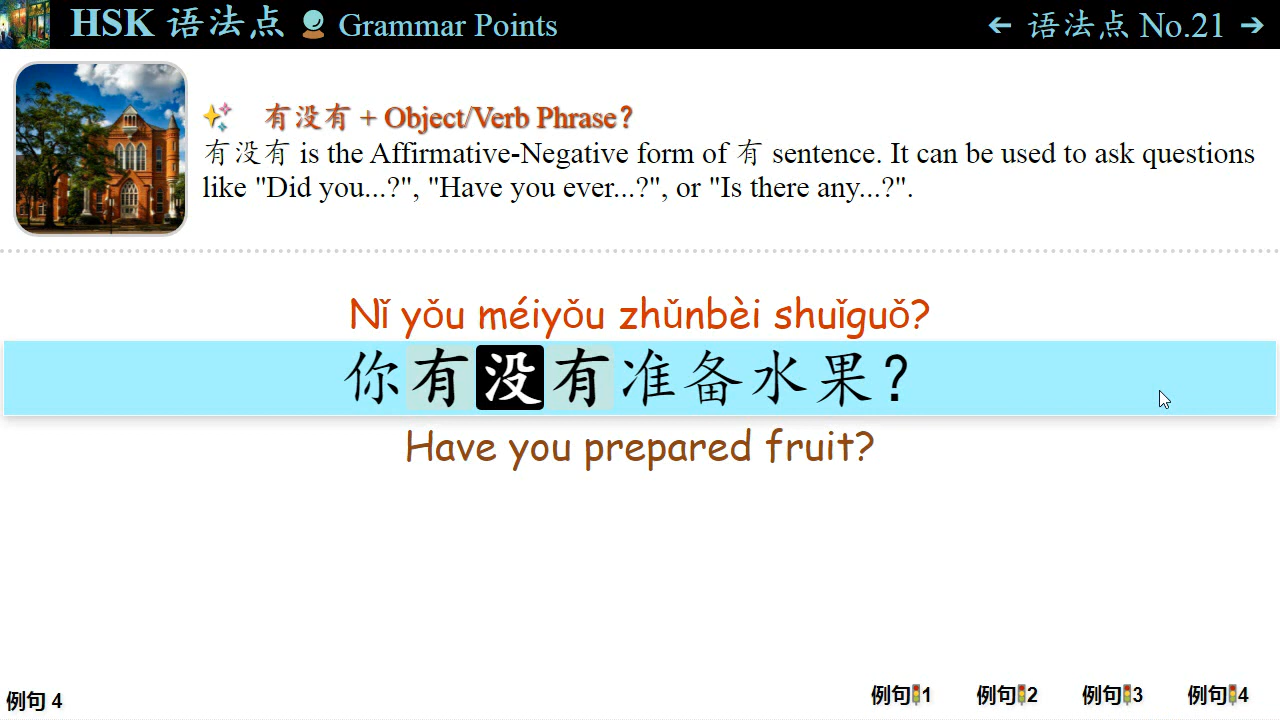 HSK 语法点 🔮 Grammar Points
← 语法点 No.21 →
✨ 有没有 + Object/Verb Phrase?
有没有 is the Affirmative-Negative form of 有 sentence. It can be used to ask questions
like "Did you...?", "Have you ever...?", or "Is there any...?".
Nǐ yǒu méiyǒu zhǔnbèi shuǐguǒ?
你有没有准备水果?
Have you prepared fruit?
例句 4
例句🚦1 例句🚦2 例句🚦3 例句🚦4